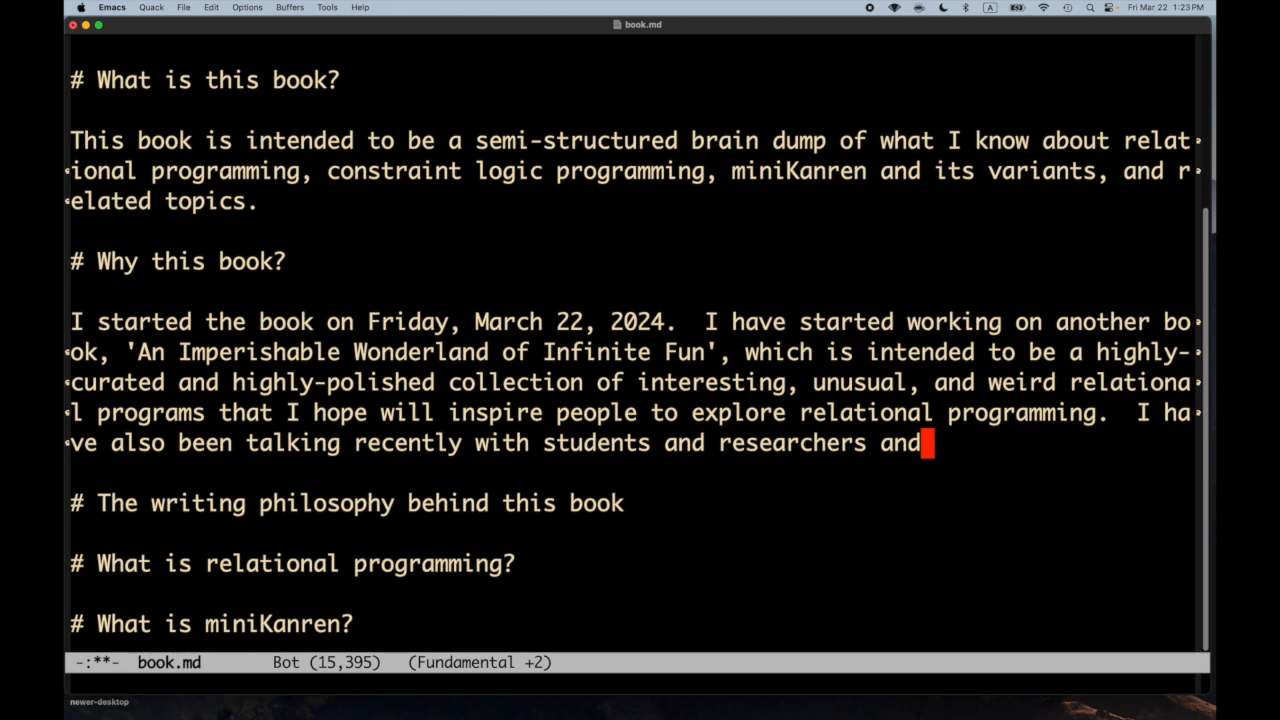 Emacs Quack File Edit Options Buffers Tools Help A Fri Mar 22 1:23 PM
book.md
# What is this book?
This book is intended to be a semi-structured brain dump of what I know about relat
ional programming, constraint logic programming, miniKanren and its variants, and r
elated topics.
# Why this book?
I started the book on Friday, March 22, 2024.  I have started working on another bo
ok, 'An Imperishable Wonderland of Infinite Fun', which is intended to be a highly-
curated and highly-polished collection of interesting, unusual, and weird relationa
l programs that I hope will inspire people to explore relational programming.  I ha
ve also been talking recently with students and researchers and
# The writing philosophy behind this book
# What is relational programming?
# What is miniKanren?
-:**-  book.md       Bot (15,395)   (Fundamental +2)
newer-desktop